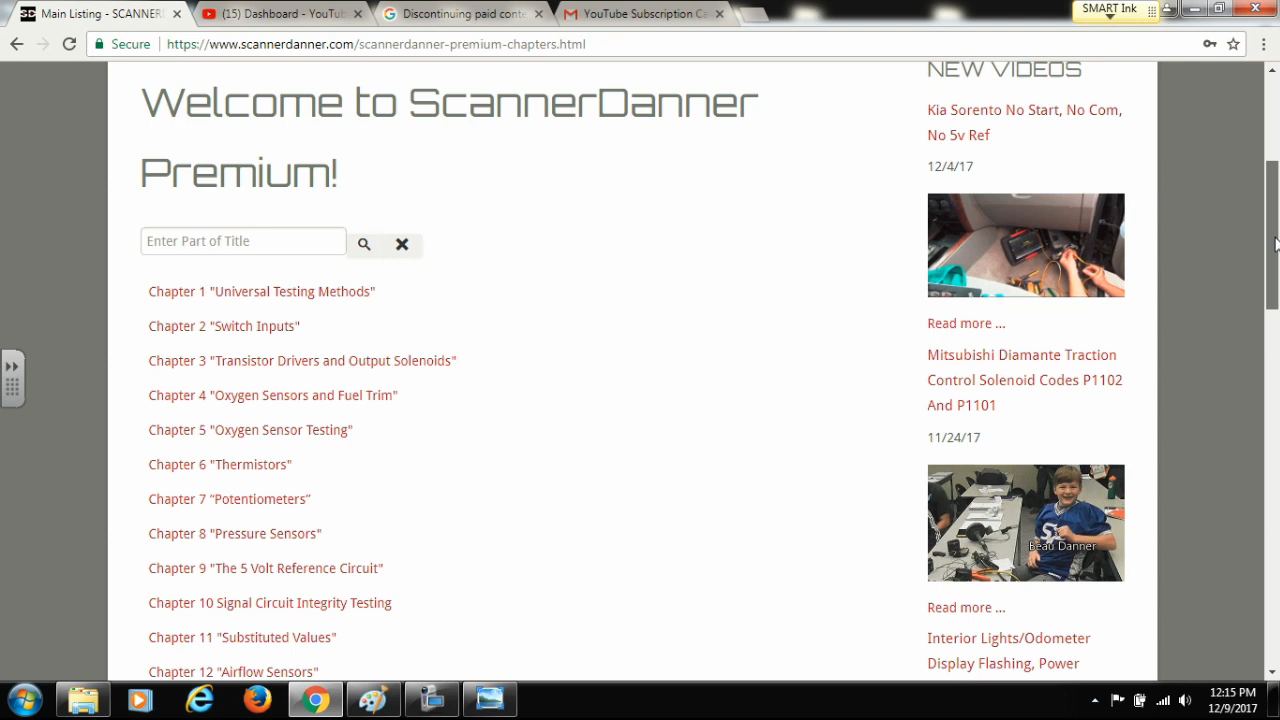 Main Listing - SCANNERD
(15) Dashboard - YouTub
Discontinuing paid conte
YouTube Subscription Ca
SMART Ink
Secure
https://www.scannerdanner.com/scannerdanner-premium-chapters.html
Welcome to ScannerDanner
Premium!
Enter Part of Title
Chapter 1 "Universal Testing Methods"
Chapter 2 "Switch Inputs"
Chapter 3 "Transistor Drivers and Output Solenoids"
Chapter 4 "Oxygen Sensors and Fuel Trim"
Chapter 5 "Oxygen Sensor Testing"
Chapter 6 "Thermistors"
Chapter 7 “Potentiometers”
Chapter 8 "Pressure Sensors"
Chapter 9 "The 5 Volt Reference Circuit"
Chapter 10 Signal Circuit Integrity Testing
Chapter 11 "Substituted Values"
Chapter 12 "Airflow Sensors"
NEW VIDEOS
Kia Sorento No Start, No Com,
No 5v Ref
12/4/17
Read more ...
Mitsubishi Diamante Traction
Control Solenoid Codes P1102
And P1101
11/24/17
Beau Danner
Read more ...
Interior Lights/Odometer
Display Flashing, Power
12:15 PM
12/9/2017